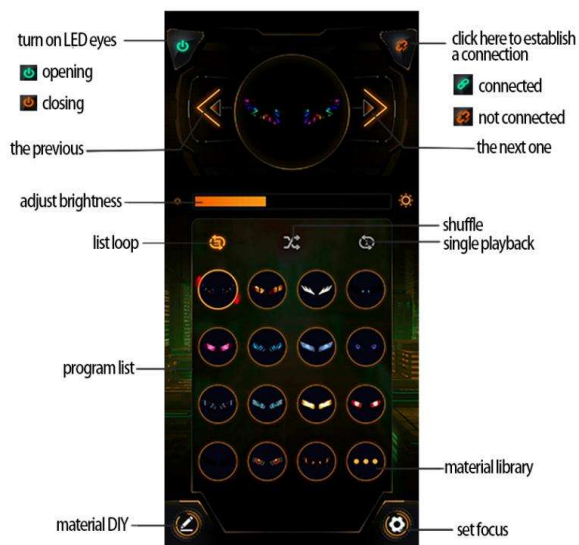 turn on LED eyes
opening
closing
the previous
adjust brightness
list loop
program list
material DIY
click here to establish
a connection
connected
not connected
the next one
shuffle
single playback
material library
set focus